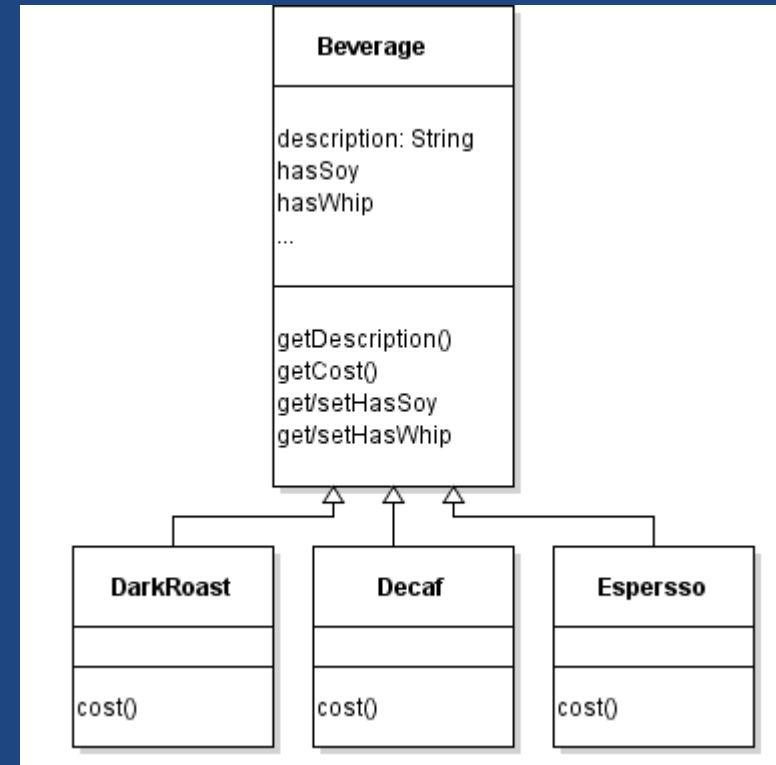 Beverage
description: String
hasSoy
hasWhip
...
getDescription()
getCost()
get/setHasSoy
get/setHasWhip
DarkRoast
cost()
Decaf
cost()
Espersso
cost()